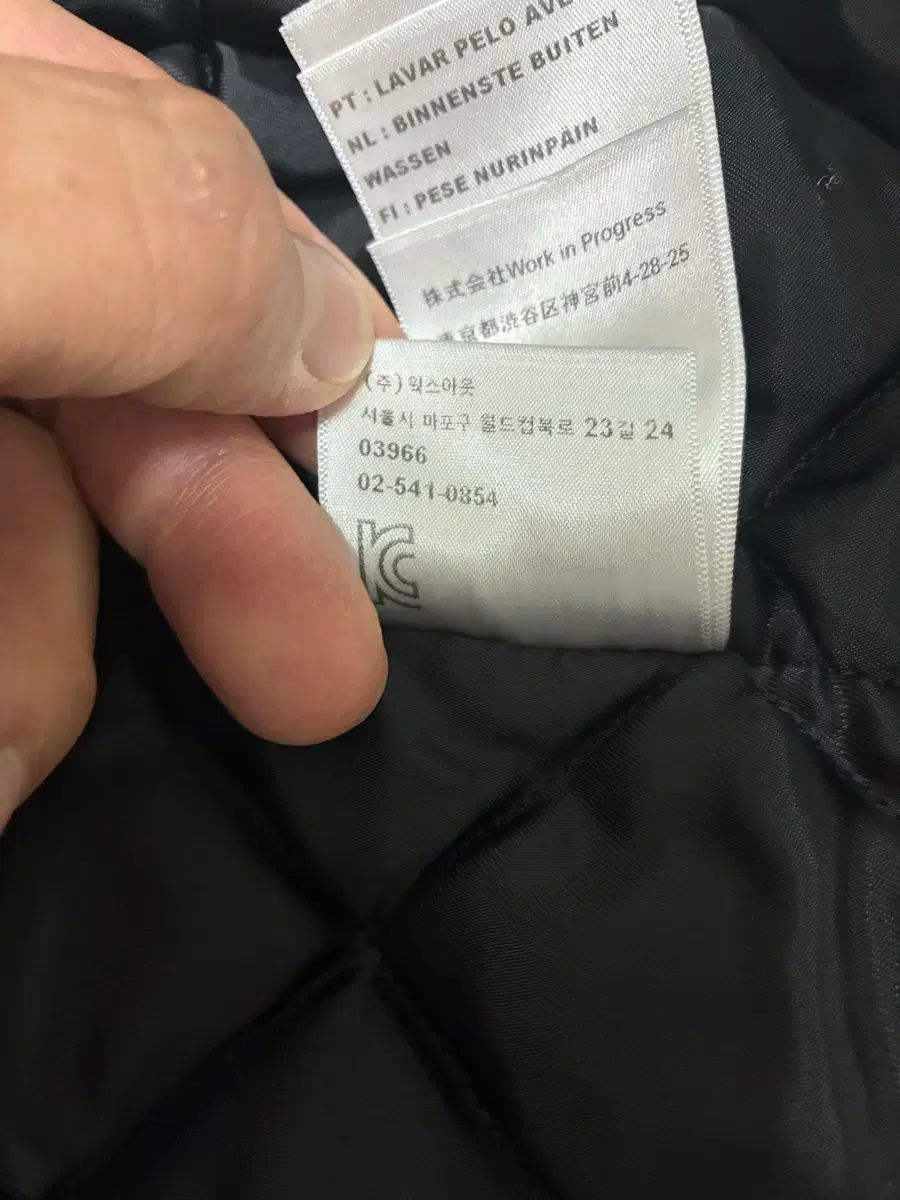 PT : LAVAR PELO AVE
NL : BINNENSTE BUITEN
WASSEN
FI : PESE NURINPAIN
株式会社Work in Progress
東京都渋谷区神宮前4-28-25
(주) 웍스아웃
서울시 마포구 월드컵북로 23길 24
03966
02-541-0854